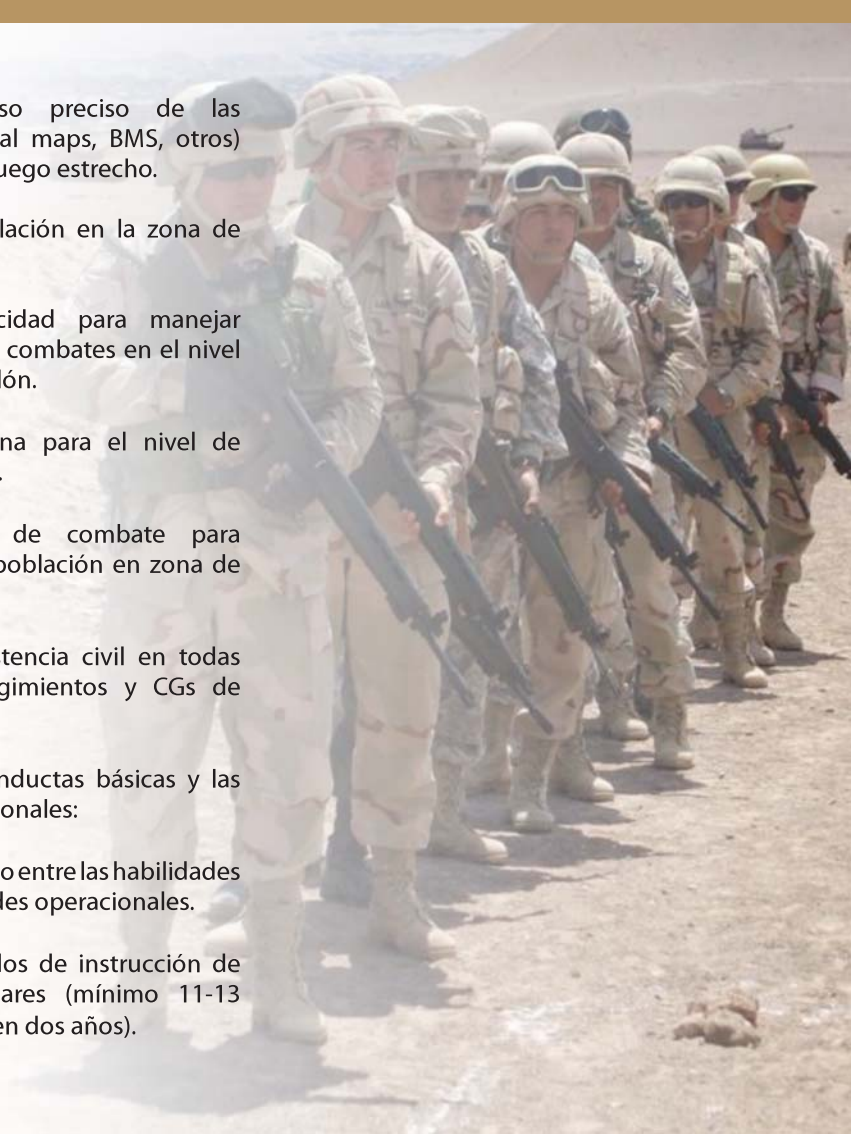 so preciso de las
al maps, BMS, otros)
uego estrecho.
lación en la zona de
cidad para manejar
combates en el nivel
lón.
na para el nivel de
.
de combate para
población en zona de
tencia civil en todas
gimientos y CGs de
nductas básicas y las
onales:
o entre las habilidades
des operacionales.
los de instrucción de
ares (mínimo 11-13
en dos años).